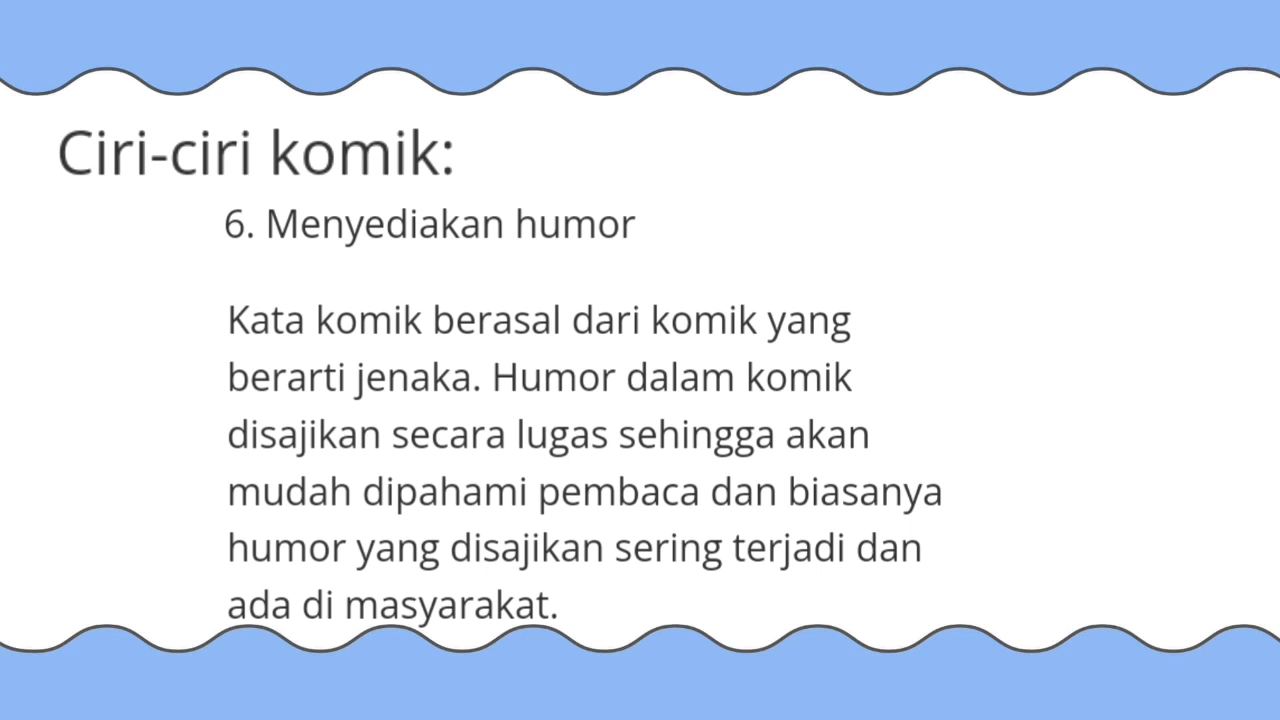 Ciri-ciri komik:
6. Menyediakan humor
Kata komik berasal dari komik yang
berarti jenaka. Humor dalam komik
disajikan secara lugas sehingga akan
mudah dipahami pembaca dan biasanya
humor yang disajikan sering terjadi dan
ada di masyarakat.